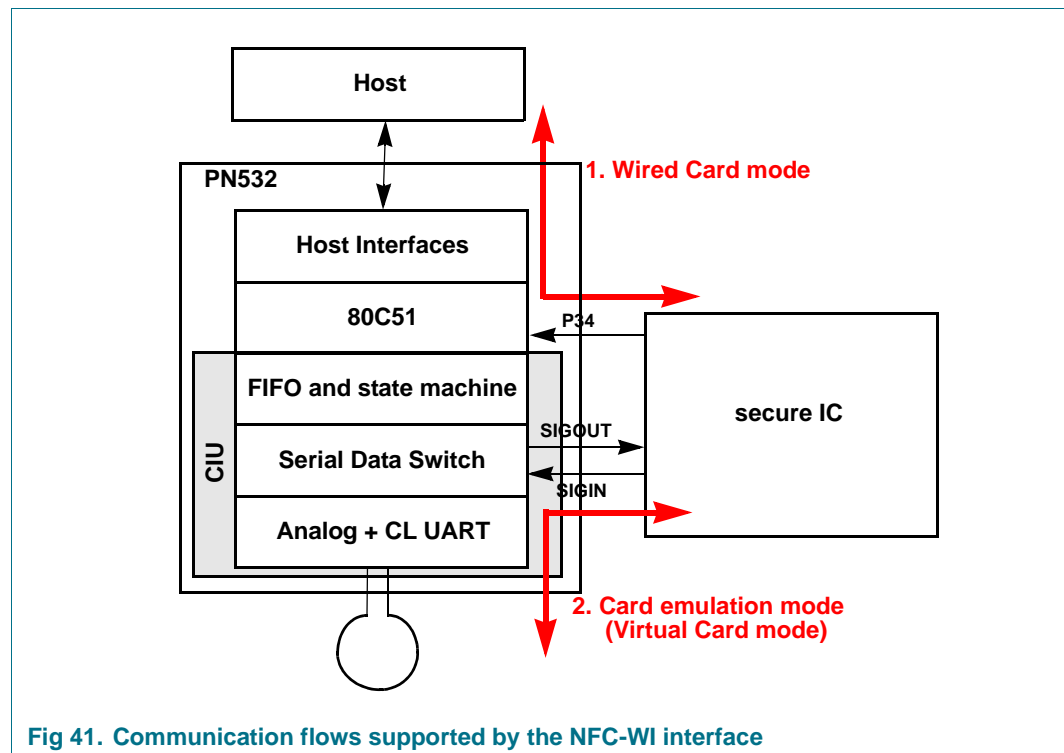 Host
PN532
1. Wired Card mode
Host Interfaces
80C51
P34
FIFO and state machine
secure IC
SIGOUT
CIU
Serial Data Switch
SIGIN
Analog + CL UART
2. Card emulation mode
(Virtual Card mode)
Fig 41. Communication flows supported by the NFC-WI interface